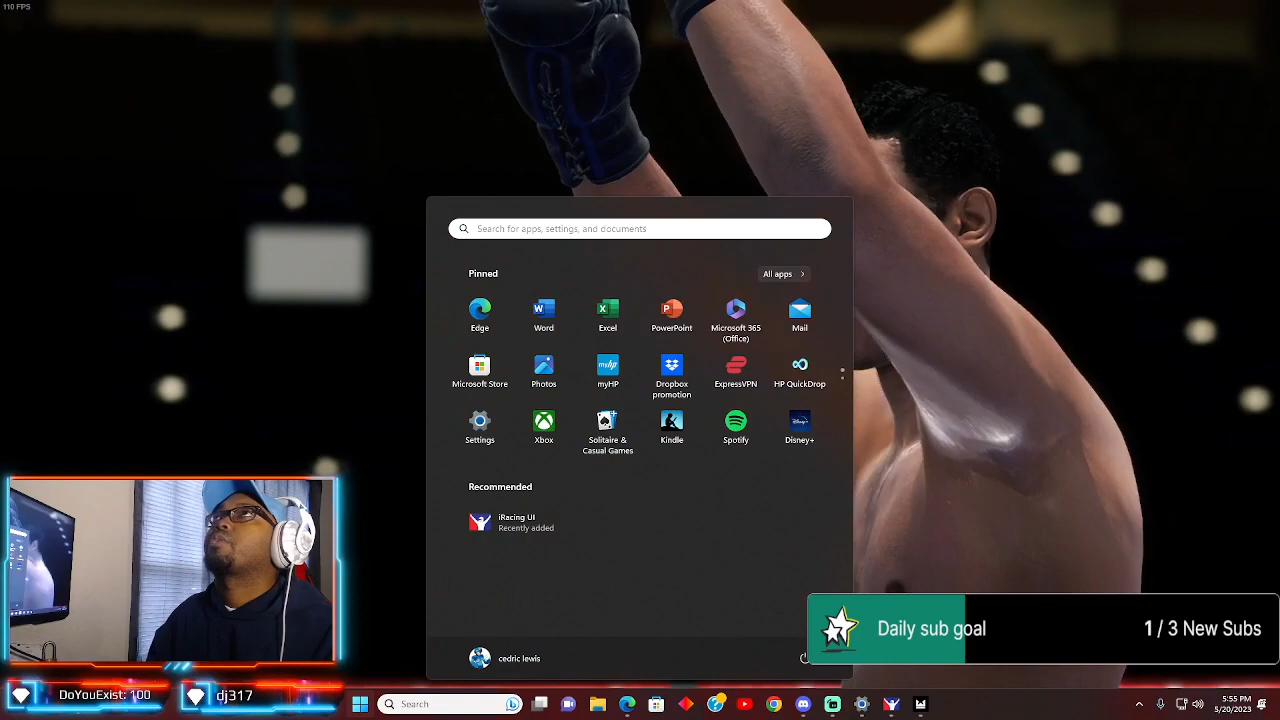 110 FPS
Search for apps, settings, and documents
Pinned
All apps
Edge
Word
Excel
PowerPoint
Microsoft 365
(Office)
Mail
Microsoft Store
Photos
myHP
Dropbox
promotion
ExpressVPN
HP QuickDrop
Settings
Xbox
Solitaire &
Casual Games
Kindle
Spotify
Disney+
Recommended
iRacing UI
Recently added
cedric lewis
Daily sub goal
1 / 3 New Subs
DoYouExist: 100
dj317
Search
5:55 PM
5/20/2023